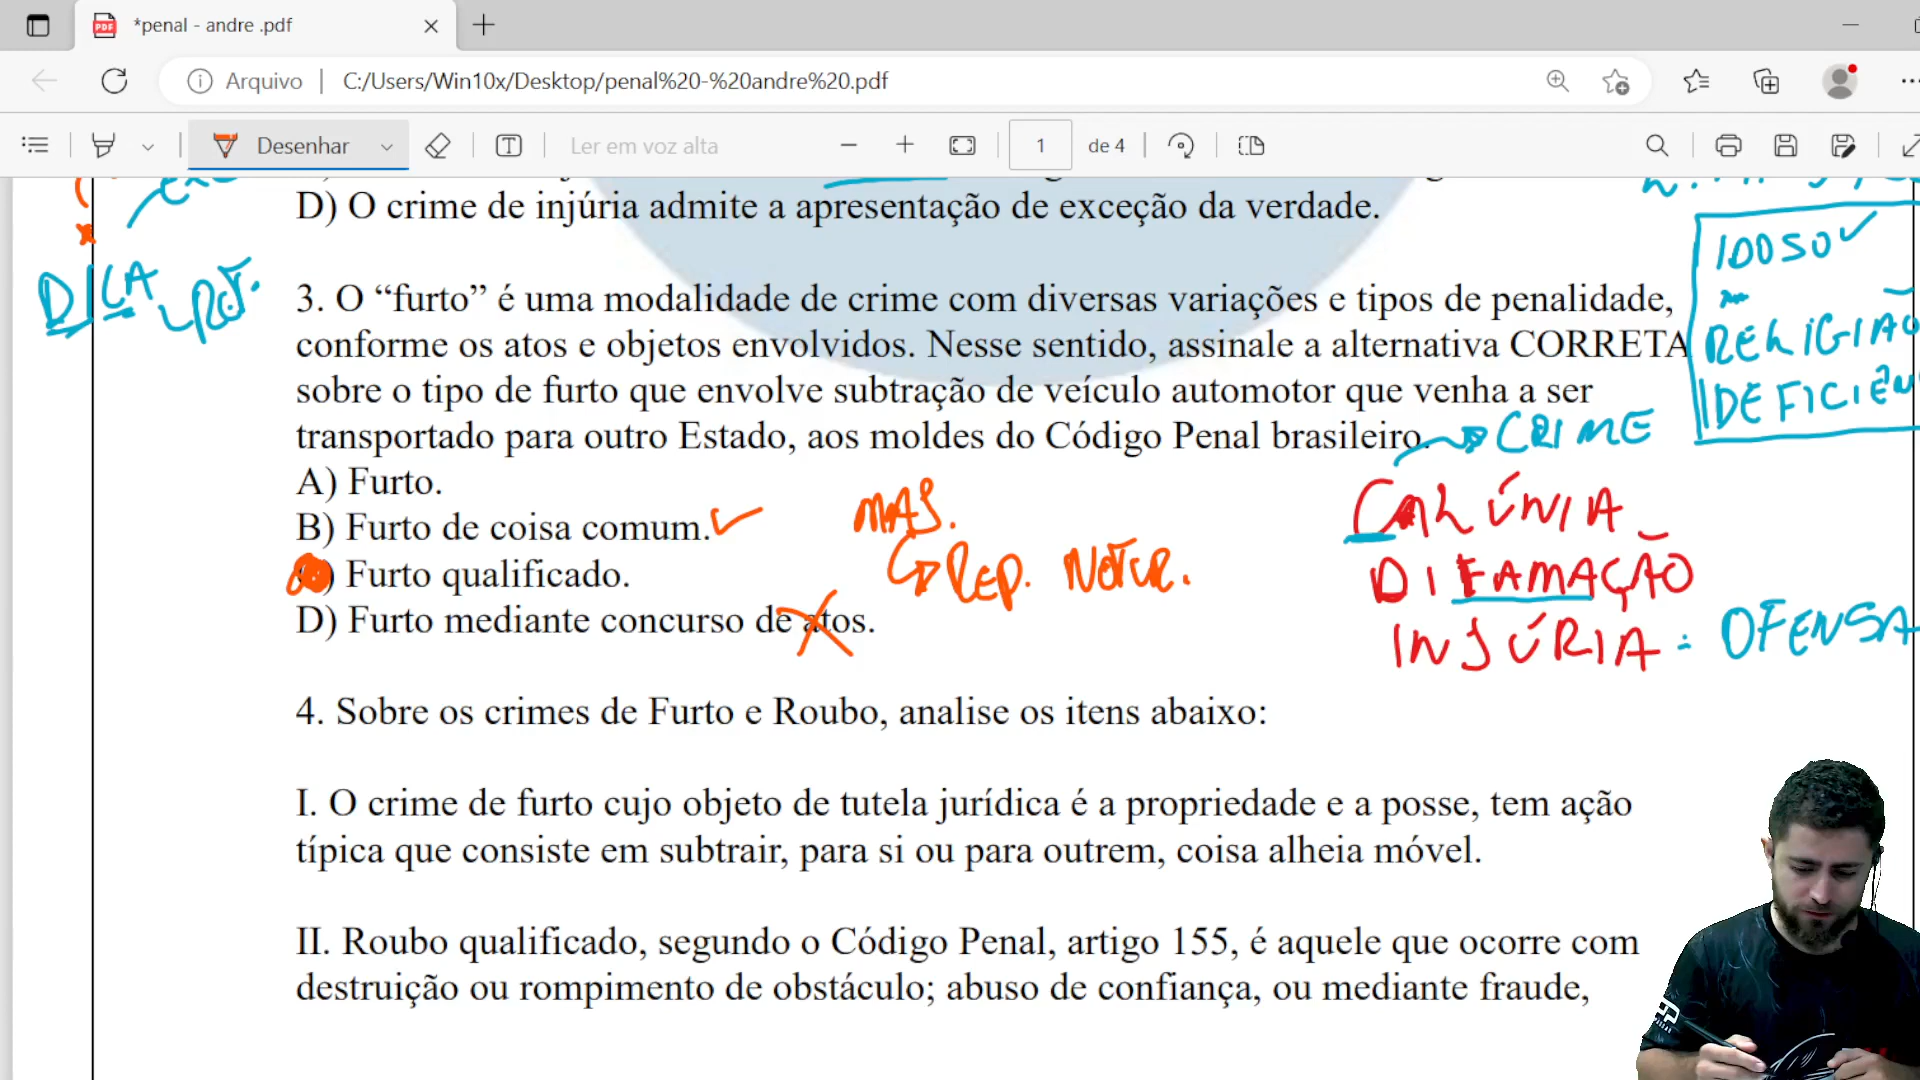 *penal - andre .pdf
Arquivo
C:/Users/Win10x/Desktop/penal%20-%20andre%20.pdf
Desenhar
Ler em voz alta
1
de 4
D) O crime de injúria admite a apresentação de exceção da verdade.
IDOSO
DICA
RELIGIÃO
3. O “furto” é uma modalidade de crime com diversas variações e tipos de penalidade,
conforme os atos e objetos envolvidos. Nesse sentido, assinale a alternativa CORRETA
sobre o tipo de furto que envolve subtração de veículo automotor que venha a ser
transportado para outro Estado, aos moldes do Código Penal brasileiro.
CRIME
A) Furto.
B) Furto de coisa comum.
) Furto qualificado.
D) Furto mediante concurso de atos.
MAJ.
REP. NOTUR.
CALÚNIA
DIFAMAÇÃO
INJÚRIA = OFENSA
4. Sobre os crimes de Furto e Roubo, analise os itens abaixo:
I. O crime de furto cujo objeto de tutela jurídica é a propriedade e a posse, tem ação
típica que consiste em subtrair, para si ou para outrem, coisa alheia móvel.
II. Roubo qualificado, segundo o Código Penal, artigo 155, é aquele que ocorre com
destruição ou rompimento de obstáculo; abuso de confiança, ou mediante fraude,